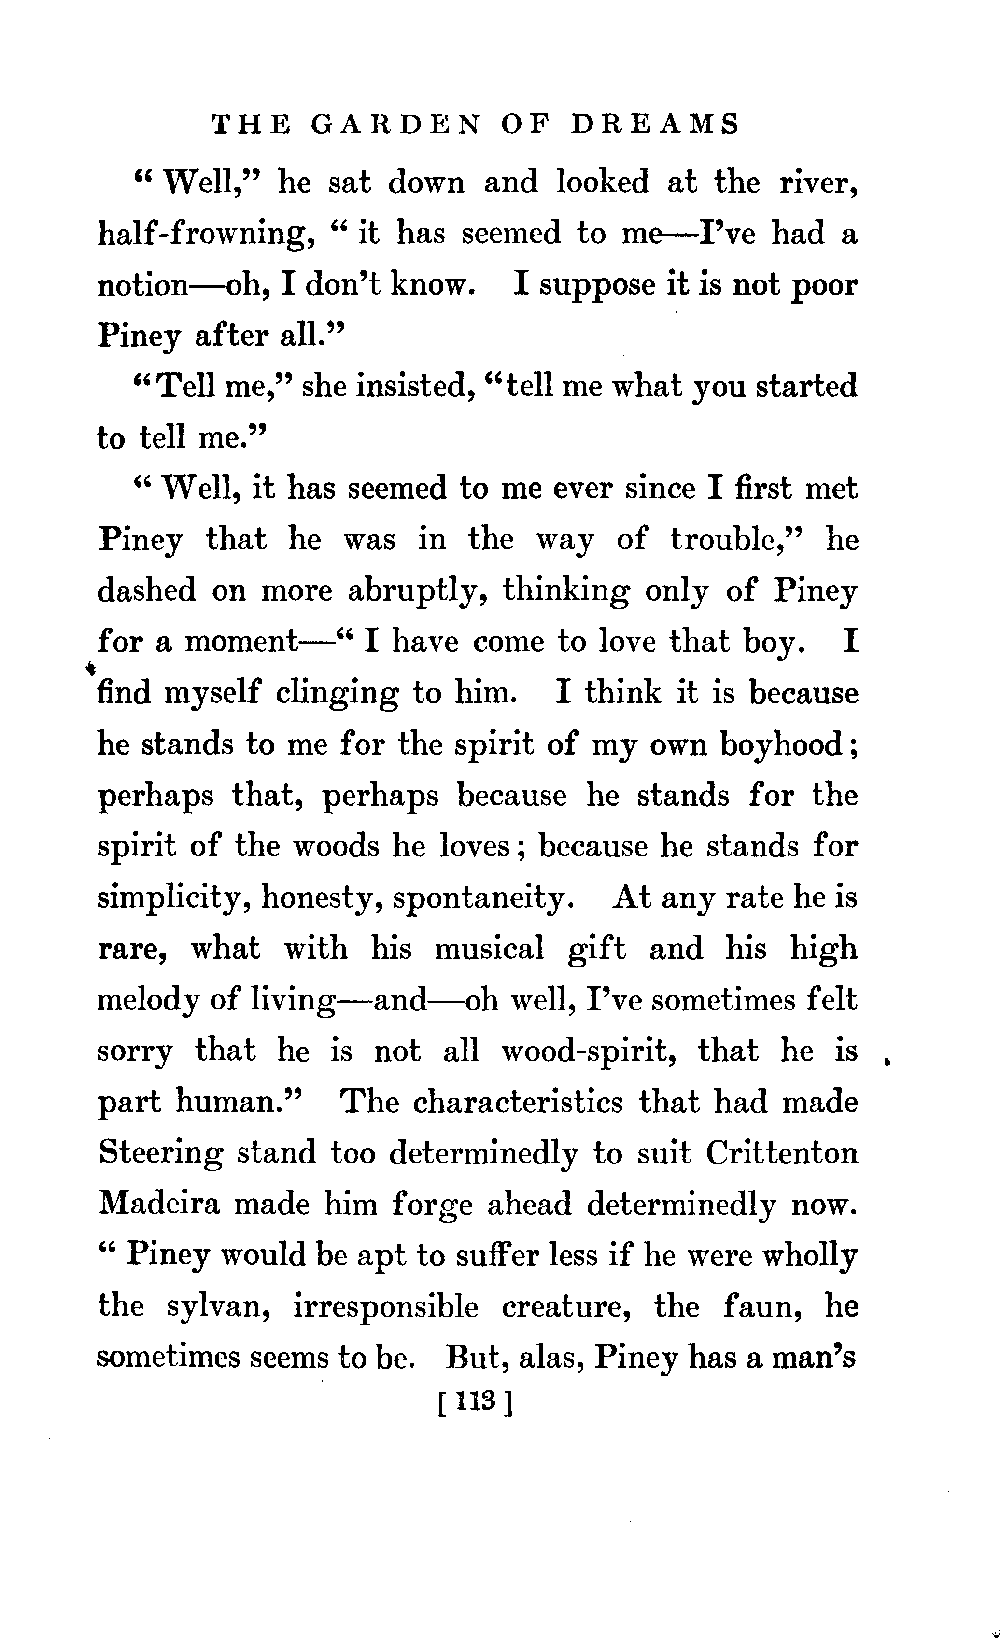 THE GARDEN OF DREAMS
“Well,” he sat down and looked at the river,
half-frowning, “it has seemed to me—I’ve had a
notion—oh, I don’t know. I suppose it is not poor
Piney after all.”
“Tell me,” she insisted, “tell me what you started
to tell me.”
“Well, it has seemed to me ever since I first met
Piney that he was in the way of trouble,” he
dashed on more abruptly, thinking only of Piney
for a moment—“I have come to love that boy. I
find myself clinging to him. I think it is because
he stands to me for the spirit of my own boyhood;
perhaps that, perhaps because he stands for the
spirit of the woods he loves; because he stands for
simplicity, honesty, spontaneity. At any rate he is
rare, what with his musical gift and his high
melody of living—and—oh well, I’ve sometimes felt
sorry that he is not all wood-spirit, that he is
part human.” The characteristics that had made
Steering stand too determinedly to suit Crittenton
Madeira made him forge ahead determinedly now.
“Piney would be apt to suffer less if he were wholly
the sylvan, irresponsible creature, the faun, he
sometimes seems to be. But, alas, Piney has a man’s
[113]